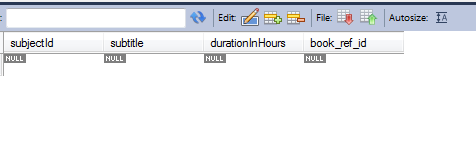 : Edit: File: Autosize:
subjectId subtitle durationInHours book_ref_id
NULL NULL NULL NULL